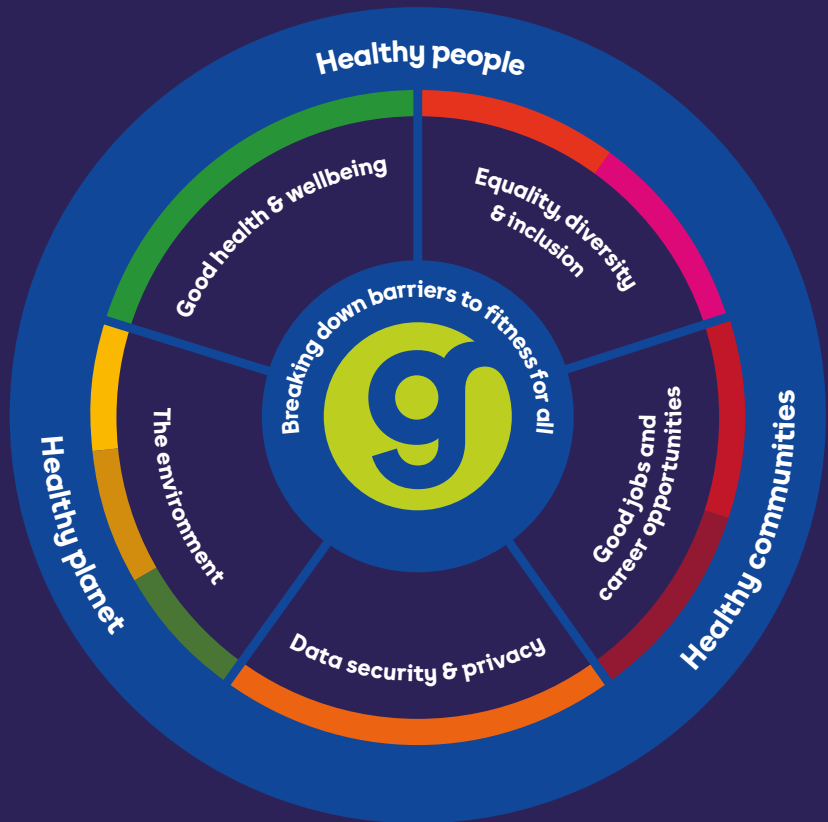 Healthy people
Good health & wellbeing
Equality, diversity
& inclusion
Breaking down barriers to fitness for all
g
The environment
Good jobs and
career opportunities
Healthy planet
Healthy communities
Data security & privacy